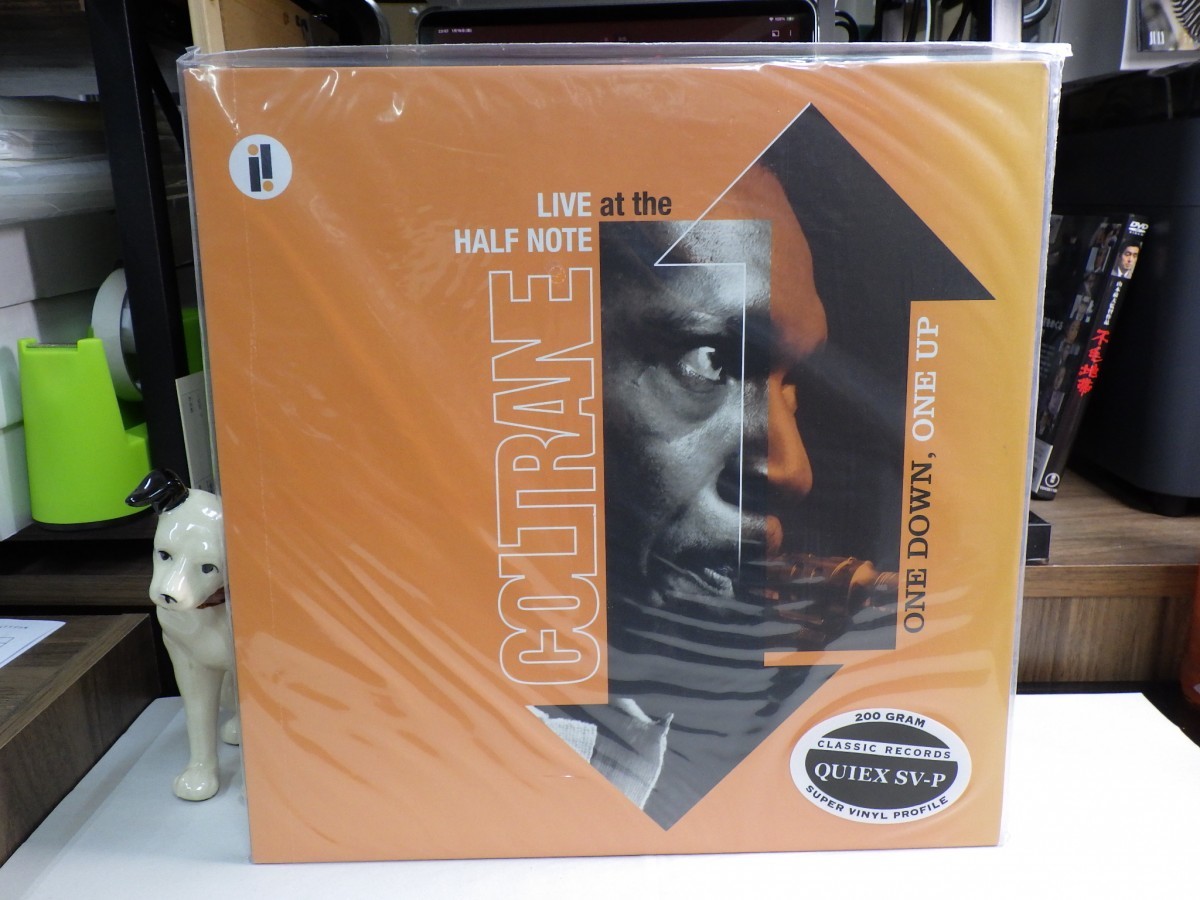 LIVE at the
HALF NOTE
COLTRANE
ONE DOWN, ONE UP
200 GRAM
CLASSIC RECORDS
QUIEX SV-P
SUPER VINYL PROFILE
DVD
不毛地帯